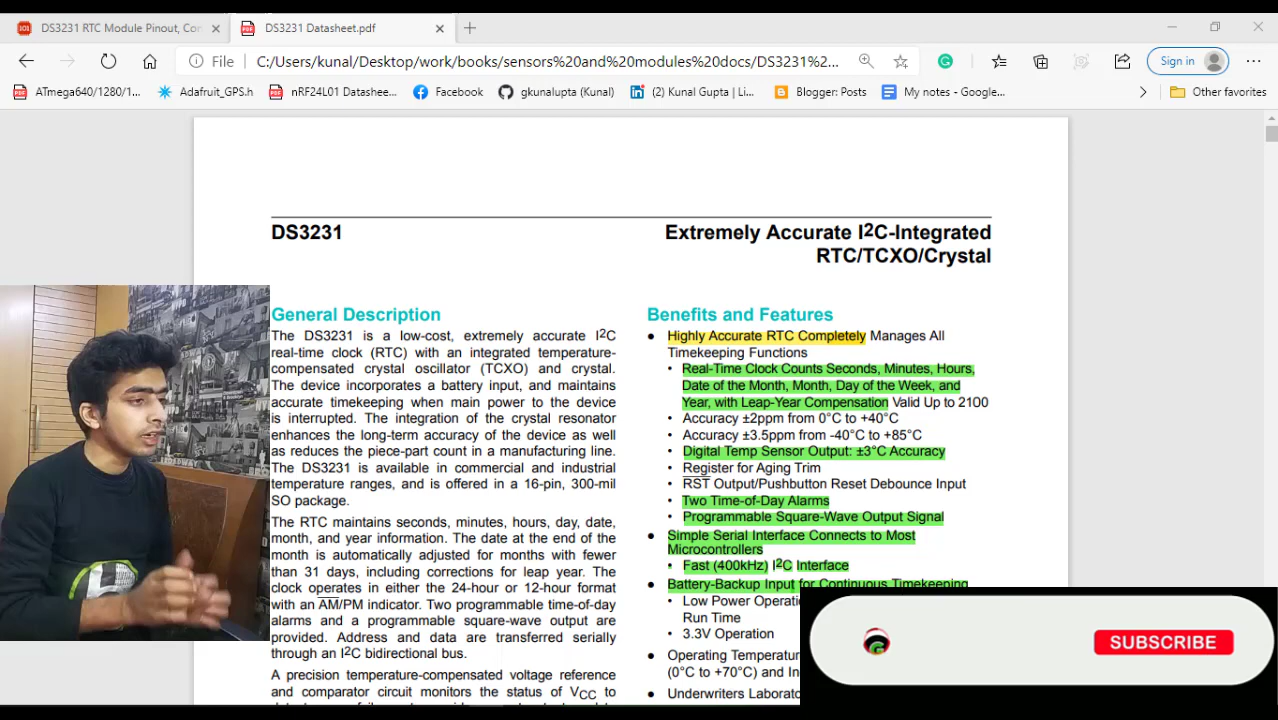 DS3231 RTC Module Pinout, Con
DS3231 Datasheet.pdf
File
C:/Users/kunal/Desktop/work/books/sensors%20and%20modules%20docs/DS3231%2...
Sign in
ATmega640/1280/1...
Adafruit_GPS.h
nRF24L01 Datashee...
Facebook
gkunalupta (Kunal)
(2) Kunal Gupta | Li...
Blogger: Posts
My notes - Google...
Other favorites
DS3231
Extremely Accurate I2C-Integrated
RTC/TCXO/Crystal
General Description
The DS3231 is a low-cost, extremely accurate I2C
real-time clock (RTC) with an integrated temperature-
compensated crystal oscillator (TCXO) and crystal.
The device incorporates a battery input, and maintains
accurate timekeeping when main power to the device
is interrupted. The integration of the crystal resonator
enhances the long-term accuracy of the device as well
as reduces the piece-part count in a manufacturing line.
The DS3231 is available in commercial and industrial
temperature ranges, and is offered in a 16-pin, 300-mil
SO package.
The RTC maintains seconds, minutes, hours, day, date,
month, and year information. The date at the end of the
month is automatically adjusted for months with fewer
than 31 days, including corrections for leap year. The
clock operates in either the 24-hour or 12-hour format
with an AM/PM indicator. Two programmable time-of-day
alarms and a programmable square-wave output are
provided. Address and data are transferred serially
through an I2C bidirectional bus.
A precision temperature-compensated voltage reference
and comparator circuit monitors the status of VCC to
Benefits and Features
● Highly Accurate RTC Completely Manages All
Timekeeping Functions
• Real-Time Clock Counts Seconds, Minutes, Hours,
Date of the Month, Month, Day of the Week, and
Year, with Leap-Year Compensation Valid Up to 2100
• Accuracy ±2ppm from 0°C to +40°C
• Accuracy ±3.5ppm from -40°C to +85°C
• Digital Temp Sensor Output: ±3°C Accuracy
• Register for Aging Trim
• RST Output/Pushbutton Reset Debounce Input
• Two Time-of-Day Alarms
• Programmable Square-Wave Output Signal
● Simple Serial Interface Connects to Most
Microcontrollers
• Fast (400kHz) I2C Interface
● Battery-Backup Input for Continuous Timekeeping
• Low Power Operati
Run Time
• 3.3V Operation
● Operating Temperatu
(0°C to +70°C) and In
● Underwriters Laborato
SUBSCRIBE